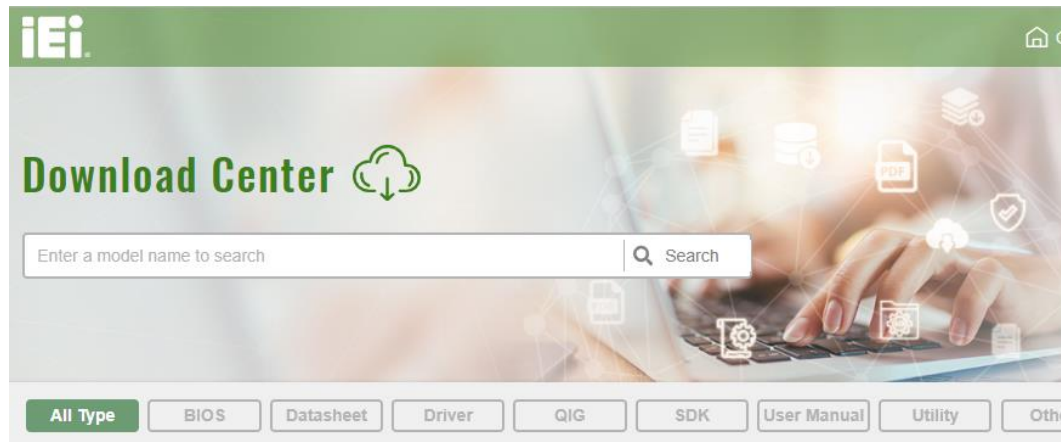 iEi
Download Center
PDF
Enter a model name to search
Search
All Type
BIOS
Datasheet
Driver
QIG
SDK
User Manual
Utility